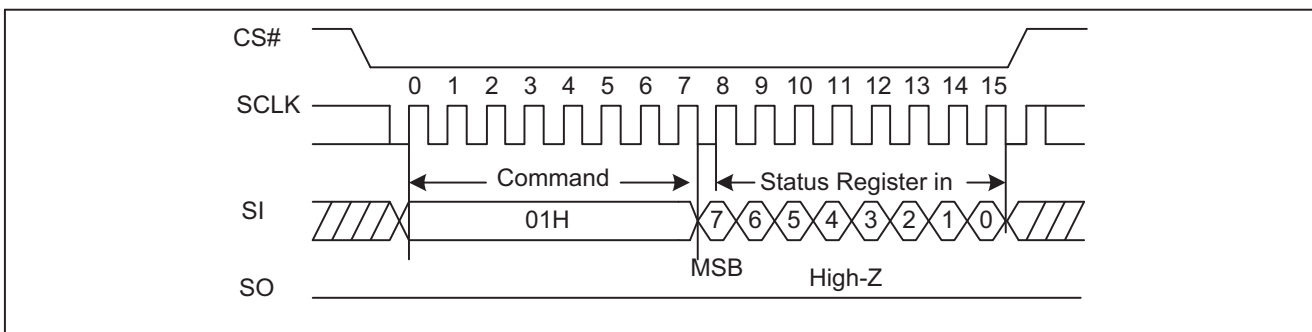 CS#
0 1 2 3 4 5 6 7 8 9 10 11 12 13 14 15
SCLK
Command Status Register in
SI 01H 7 6 5 4 3 2 1 0
MSB High-Z
SO